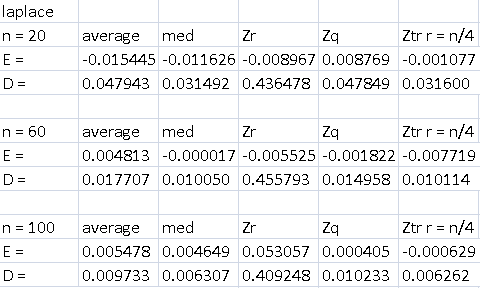 laplace
n = 20 average med Zr Zq Ztr r = n/4
E = -0.015445 -0.011626 -0.008967 0.008769 -0.001077
D = 0.047943 0.031492 0.436478 0.047849 0.031600
n = 60 average med Zr Zq Ztr r = n/4
E = 0.004813 -0.000017 -0.005525 -0.001822 -0.007719
D = 0.017707 0.010050 0.455793 0.014958 0.010114
n = 100 average med Zr Zq Ztr r = n/4
E = 0.005478 0.004649 0.053057 0.000405 -0.000629
D = 0.009733 0.006307 0.409248 0.010233 0.006262